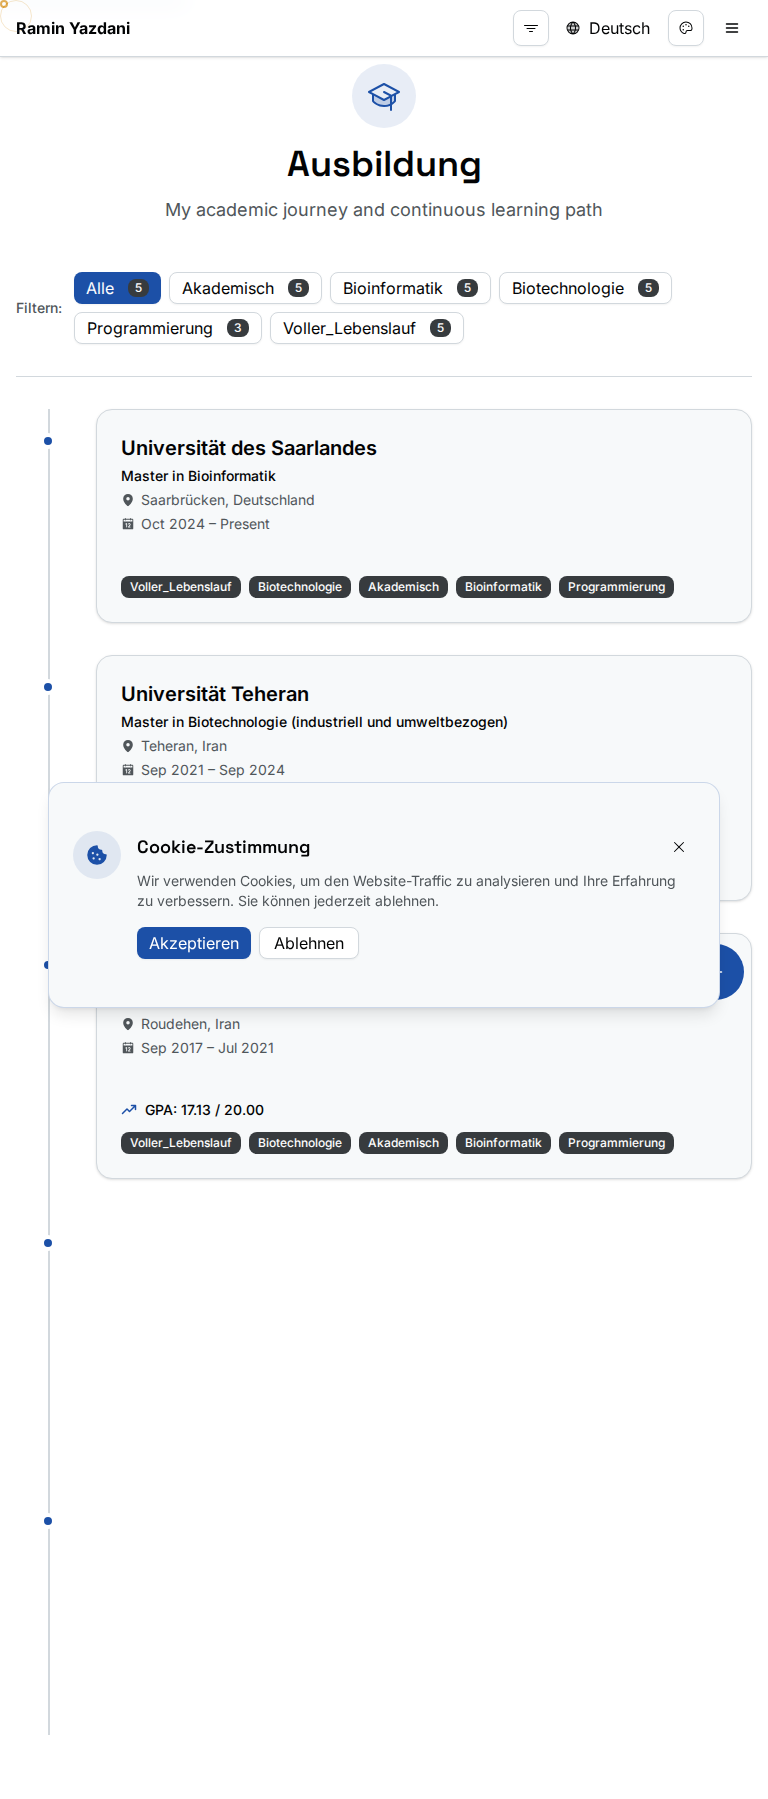 Ramin Yazdani
Deutsch
Ausbildung
My academic journey and continuous learning path
Filtern:
Alle 5
Akademisch 5
Bioinformatik 5
Biotechnologie 5
Programmierung 3
Voller_Lebenslauf 5
Universität des Saarlandes
Master in Bioinformatik
Saarbrücken, Deutschland
Oct 2024 – Present
Voller_Lebenslauf Biotechnologie Akademisch Bioinformatik Programmierung
Universität Teheran
Master in Biotechnologie (industriell und umweltbezogen)
Teheran, Iran
Sep 2021 – Sep 2024
Cookie-Zustimmung
Wir verwenden Cookies, um den Website-Traffic zu analysieren und Ihre Erfahrung
zu verbessern. Sie können jederzeit ablehnen.
Akzeptieren Ablehnen
Roudehen, Iran
Sep 2017 – Jul 2021
GPA: 17.13 / 20.00
Voller_Lebenslauf Biotechnologie Akademisch Bioinformatik Programmierung